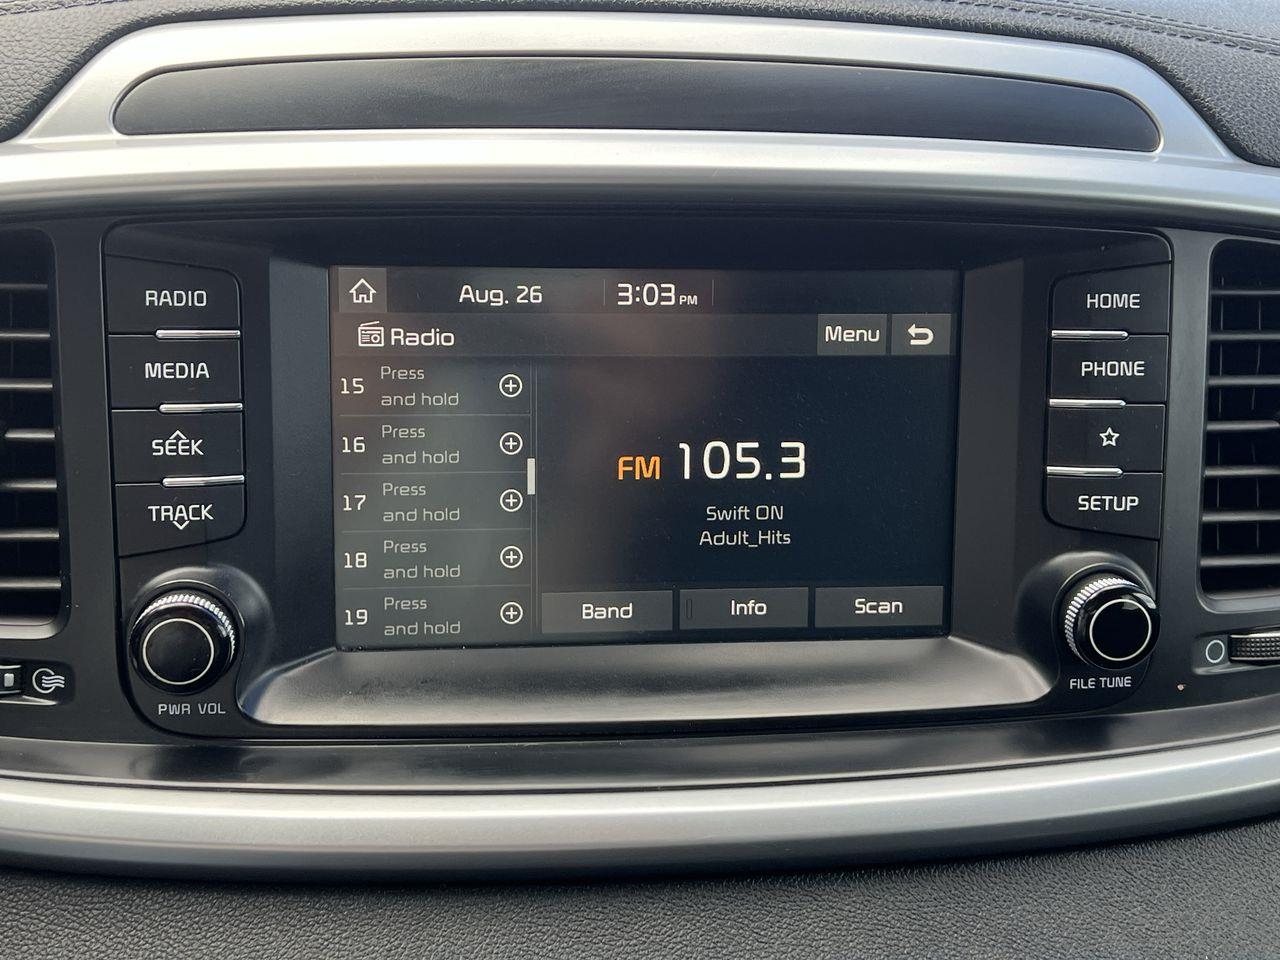 RADIO
MEDIA
SEEK
TRACK
PWR VOL
Aug. 26 3:03 PM
Radio
Menu
15 Press
and hold
16 Press
and hold
17 Press
and hold
18 Press
and hold
19 Press
and hold
FM 105.3
Swift ON
Adult_Hits
Band Info Scan
HOME
PHONE
SETUP
FILE TUNE